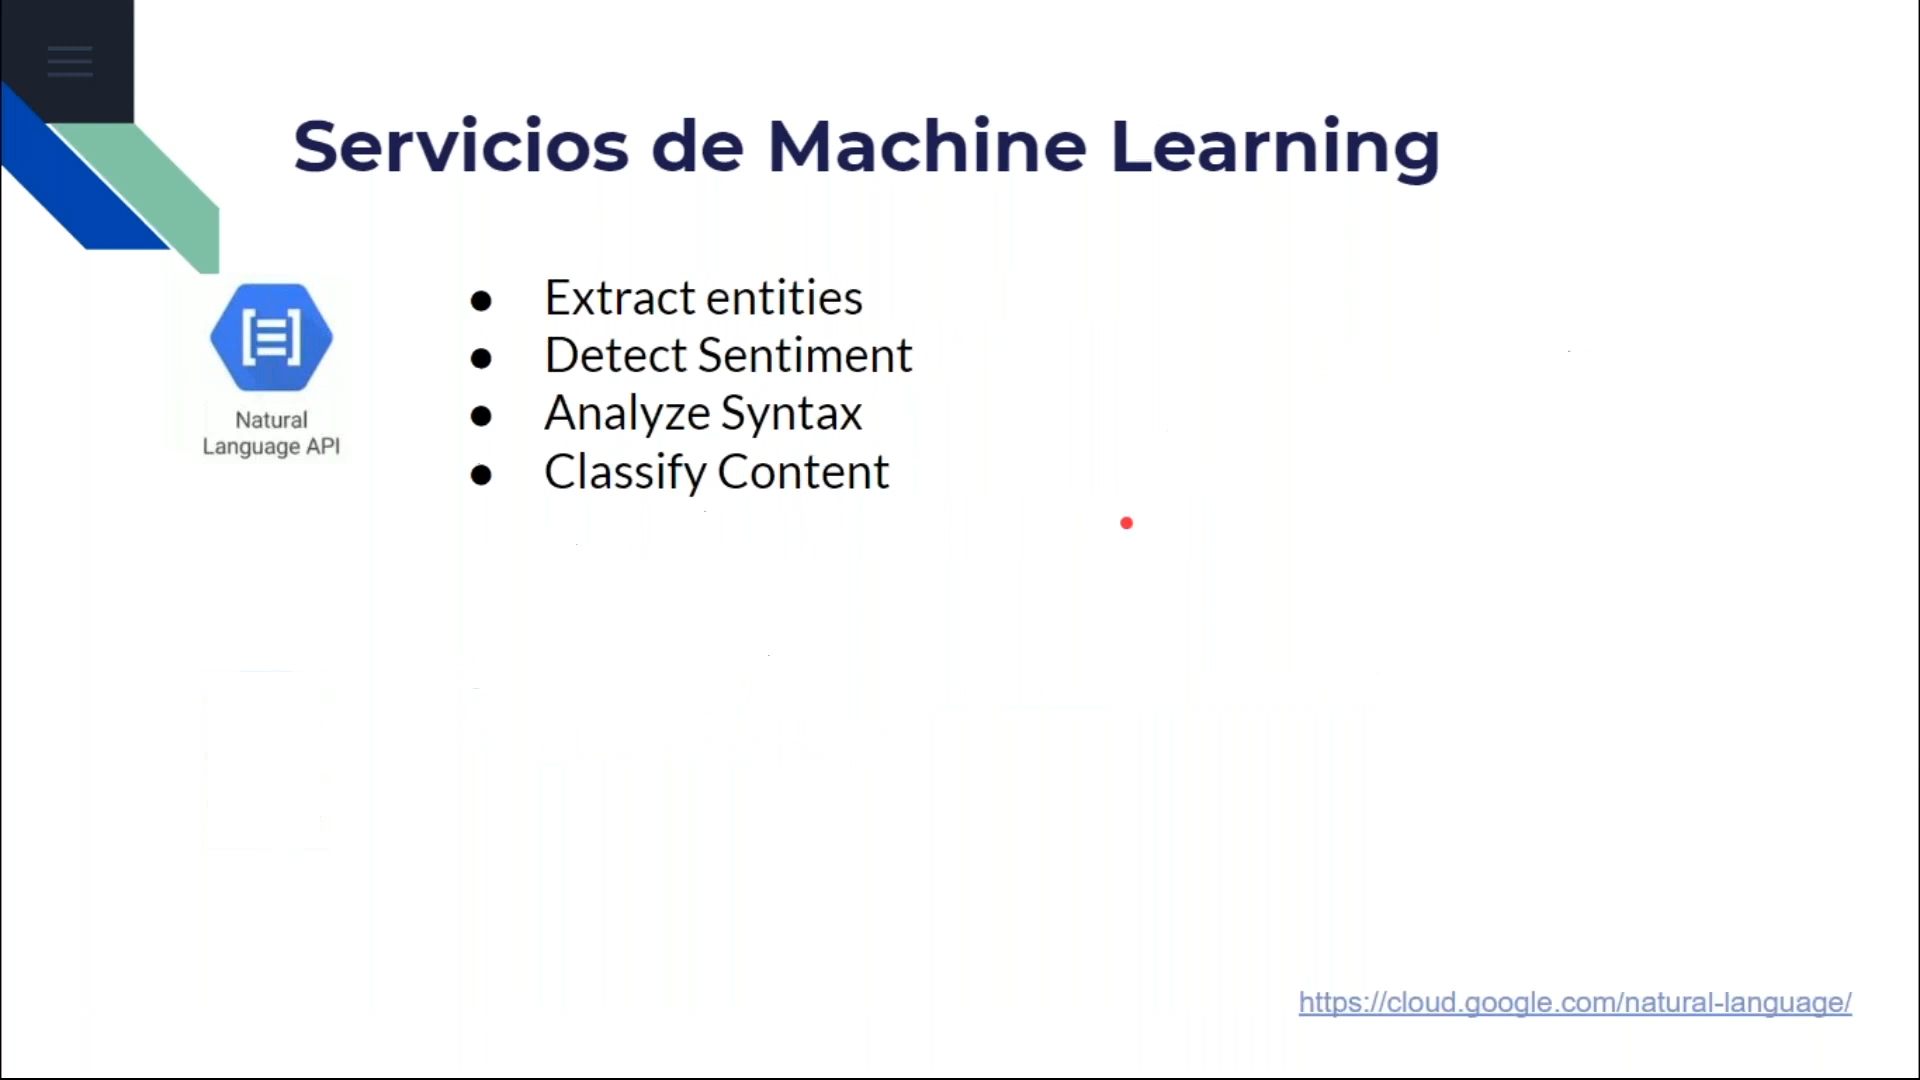 Servicios de Machine Learning
Natural
Language API
● Extract entities
● Detect Sentiment
● Analyze Syntax
● Classify Content
https://cloud.google.com/natural-language/